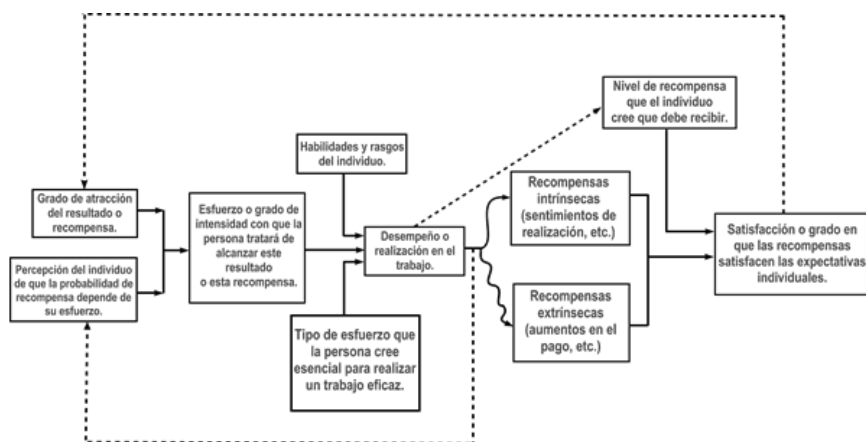 Grado de atracción
del resultado o
recompensa.
Percepción del individuo
de que la probabilidad de
recompensa depende de
su esfuerzo.
Esfuerzo o grado de
intensidad con que la
persona tratará de
alcanzar este
resultado
o esta recompensa.
Habilidades y rasgos
del individuo.
Desempeño o
realización en el
trabajo.
Tipo de esfuerzo que
la persona cree
esencial para realizar
un trabajo eficaz.
Nivel de recompensa
que el individuo
cree que debe recibir.
Recompensas
intrínsecas
(sentimientos de
realización, etc.)
Recompensas
extrínsecas
(aumentos en el
pago, etc.)
Satisfacción o grado en
que las recompensas
satisfacen las expectativas
individuales.